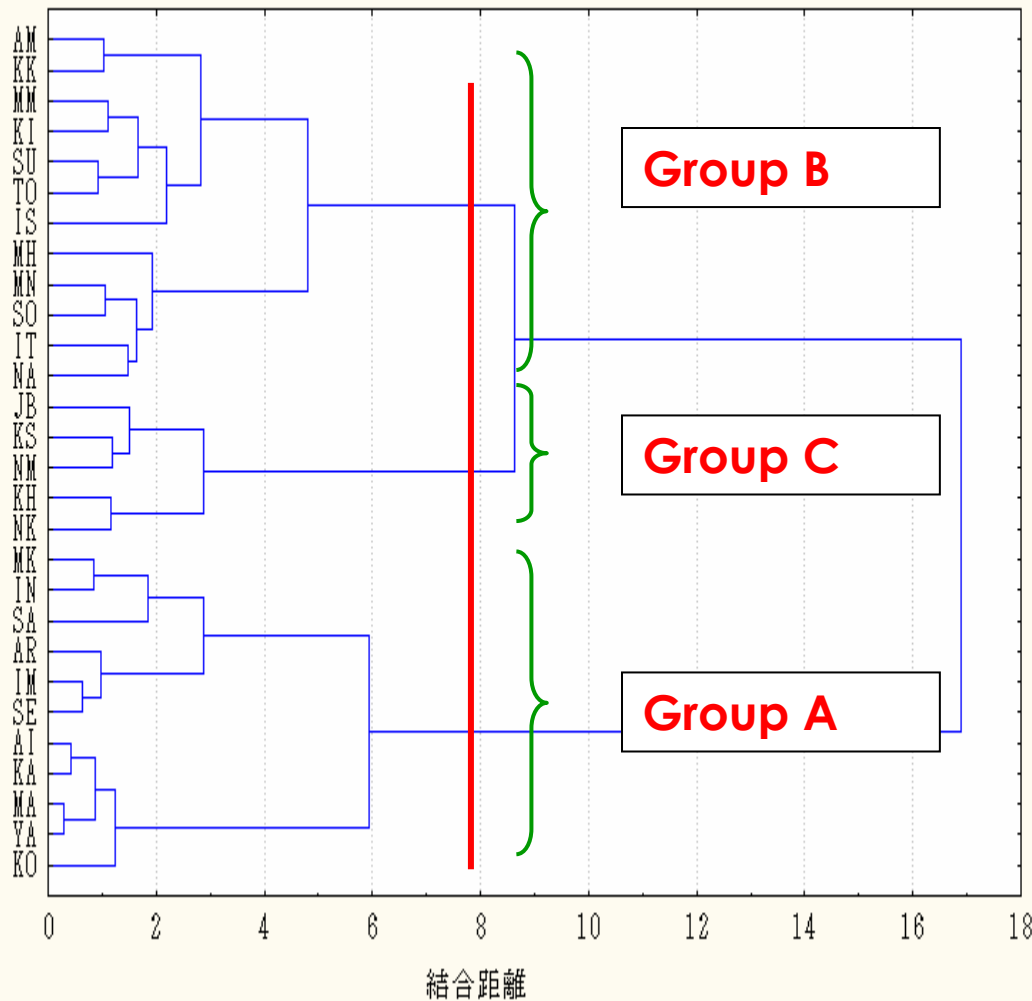 AM
KK
MM
KI
SU
TO
IS
MH
MN
SO
IT
NA
JB
KS
NM
KH
NK
MK
IN
SA
AR
IM
SE
AI
KA
MA
YA
KO
Group B
Group C
Group A
0 2 4 6 8 10 12 14 16 18
結合距離